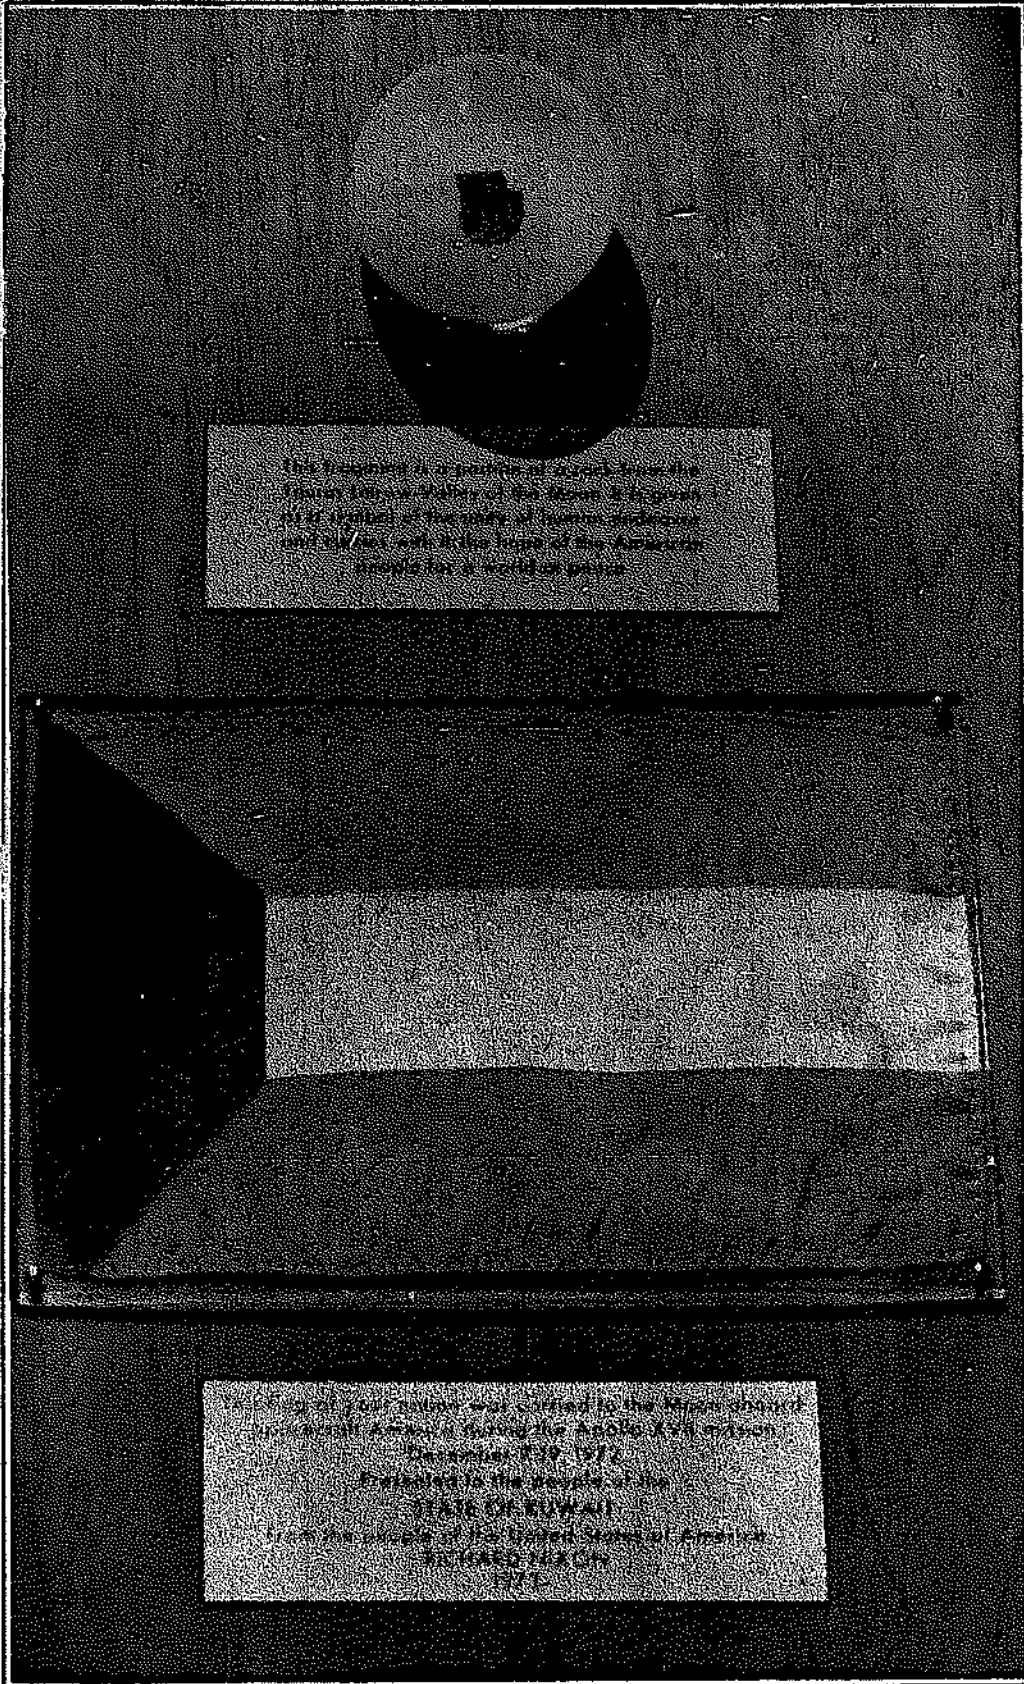 This fragment is a portion of a rock from the
Taurus Littrow Valley of the Moon. It is given
as a symbol of the unity of human endeavor
and carries with it the hope of the American
people for a world at peace.
flag of your nation was carried to the Moon aboard
Spacecraft America during the Apollo XVII mission,
December 7-19, 1972.
Presented to the people of the
STATE OF KUWAIT
From the people of the United States of America
RICHARD NIXON
1973